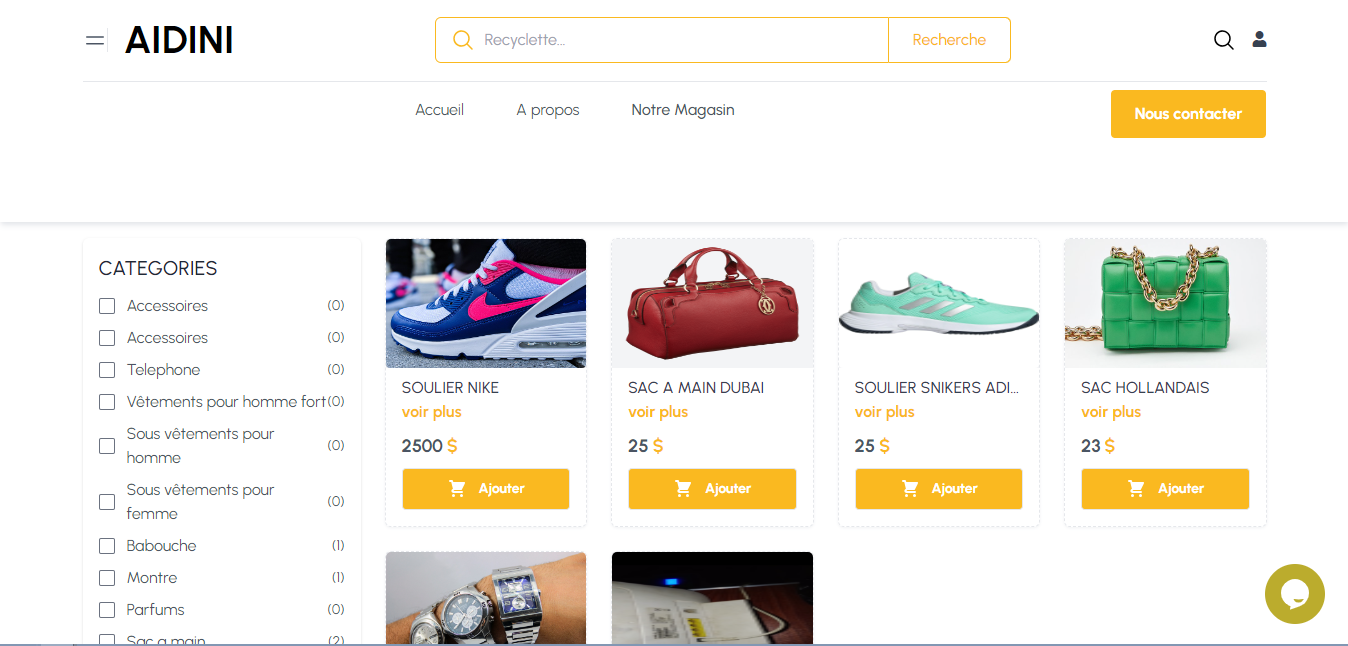 AIDINI
Recyclette...
Recherche
Accueil
A propos
Notre Magasin
Nous contacter
CATEGORIES
Accessoires (0)
Accessoires (0)
Telephone (0)
Vêtements pour homme fort(0)
Sous vêtements pour
homme (0)
Sous vêtements pour
femme (0)
Babouche (1)
Montre (1)
Parfums (0)
Sac a main (2)
SOULIER NIKE
voir plus
2500 $
Ajouter
SAC A MAIN DUBAI
voir plus
25 $
Ajouter
SOULIER SNIKERS ADI...
voir plus
25 $
Ajouter
SAC HOLLANDAIS
voir plus
23 $
Ajouter